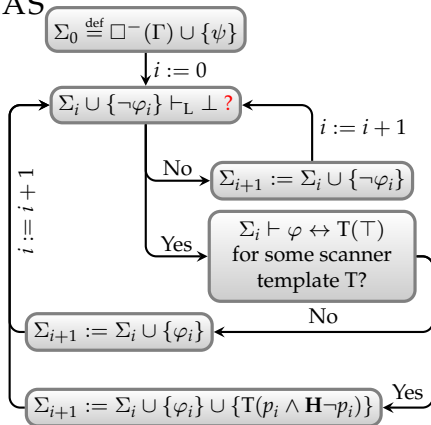 AS
Σ₀ ≝ □⁻(Γ) ∪ {ψ}
i := 0
Σᵢ ∪ {¬φᵢ} ⊢_L ⊥ ?
i := i + 1
i := i + 1
No
Σᵢ₊₁ := Σᵢ ∪ {¬φᵢ}
Yes
Σᵢ ⊢ φ ↔ T(⊤)
for some scanner
template T?
No
Σᵢ₊₁ := Σᵢ ∪ {φᵢ}
Yes
Σᵢ₊₁ := Σᵢ ∪ {φᵢ} ∪ {T(pᵢ ∧ H¬pᵢ)}